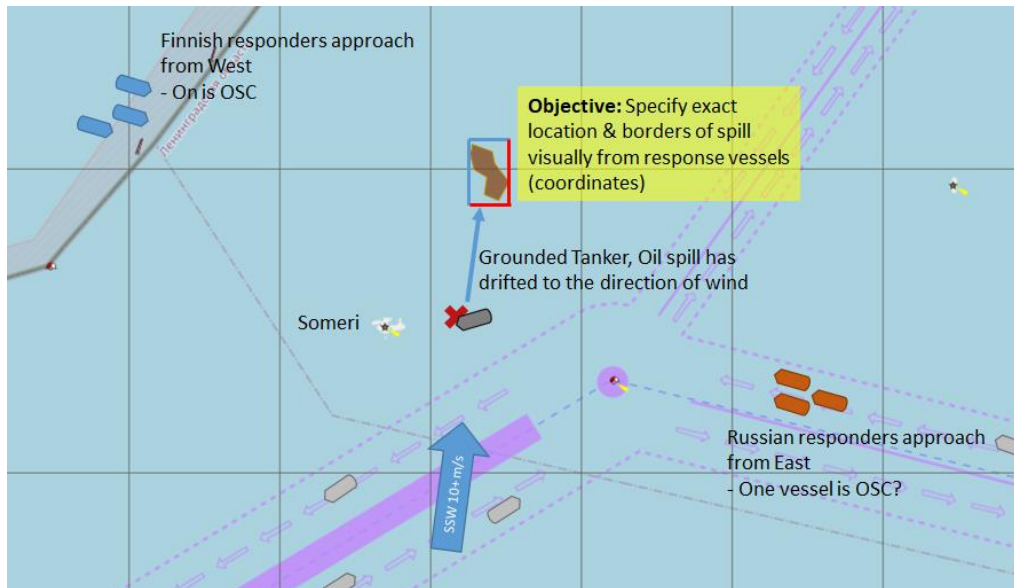 Finnish responders approach
from West
- On is OSC
Ленинградская область
Objective: Specify exact
location & borders of spill
visually from response vessels
(coordinates)
Grounded Tanker, Oil spill has
drifted to the direction of wind
Someri
SSW 10+ m/s
Russian responders approach
from East
- One vessel is OSC?